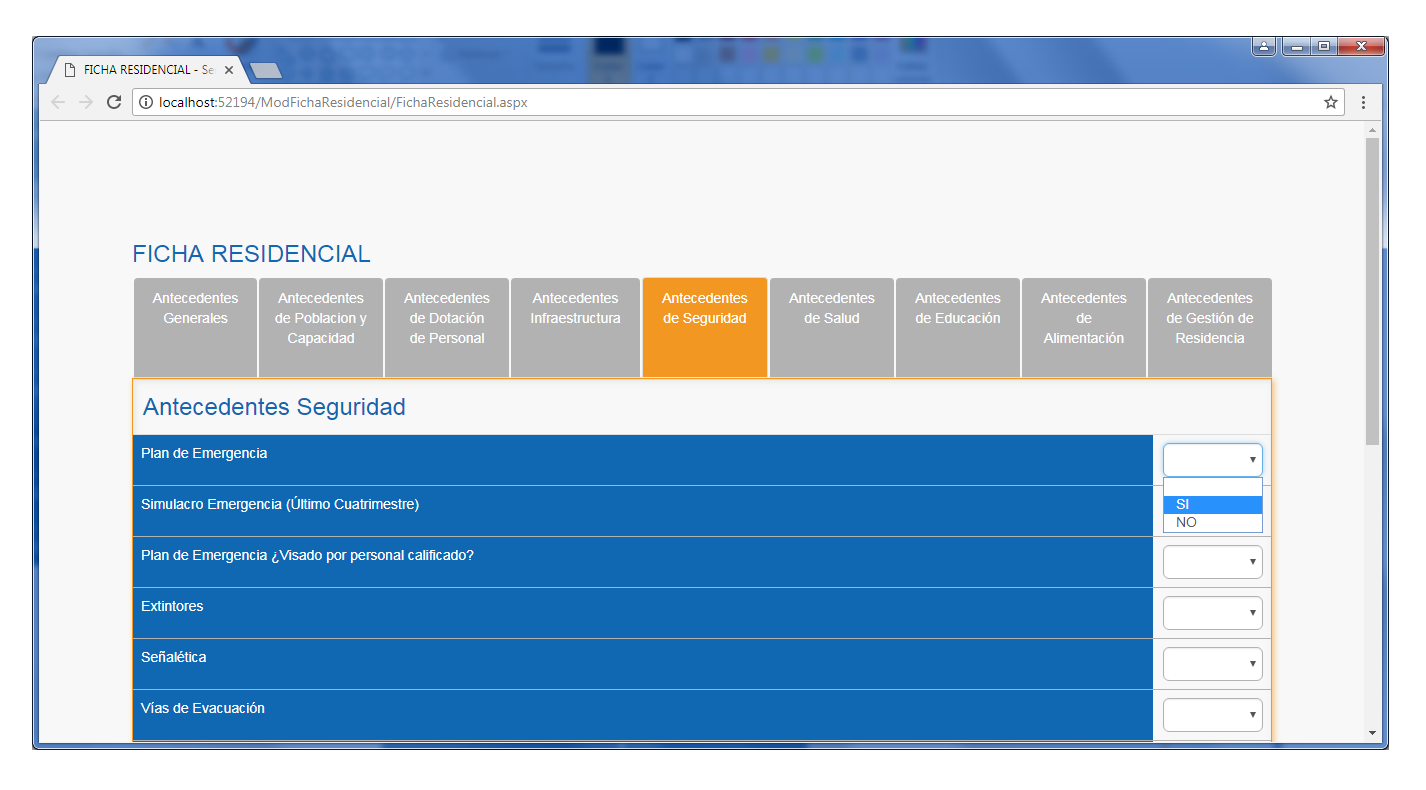 FICHA RESIDENCIAL - Se
localhost:52194/ModFichaResidencial/FichaResidencial.aspx
FICHA RESIDENCIAL
Antecedentes
Generales
Antecedentes
de Poblacion y
Capacidad
Antecedentes
de Dotación
de Personal
Antecedentes
Infraestructura
Antecedentes
de Seguridad
Antecedentes
de Salud
Antecedentes
de Educación
Antecedentes
de
Alimentación
Antecedentes
de Gestión de
Residencia
Antecedentes Seguridad
Plan de Emergencia
Simulacro Emergencia (Último Cuatrimestre)
SI
NO
Plan de Emergencia ¿Visado por personal calificado?
Extintores
Señalética
Vías de Evacuación